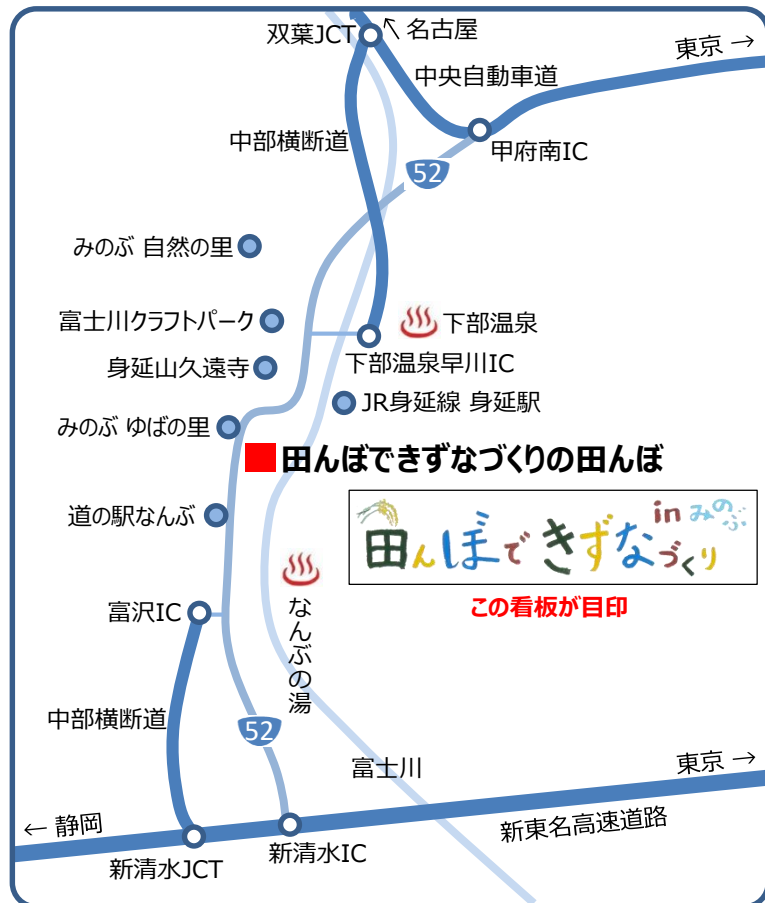 双葉JCT
↖ 名古屋
東京 →
中央自動車道
中部横断道
甲府南IC
52
みのぶ 自然の里
富士川クラフトパーク
下部温泉
身延山久遠寺
下部温泉早川IC
JR身延線 身延駅
みのぶ ゆばの里
田んぼできずなづくりの田んぼ
道の駅なんぶ
田んぼできずなづくり
in みのぶ
この看板が目印
富沢IC
なんぶの湯
中部横断道
52
富士川
東京 →
← 静岡
新東名高速道路
新清水JCT
新清水IC